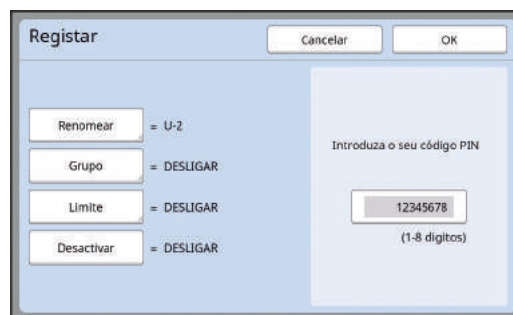 Registar
Cancelar
OK
Renomear = U-2
Grupo = DESLIGAR
Limite = DESLIGAR
Desactivar = DESLIGAR
Introduza o seu código PIN
12345678
(1-8 digitos)